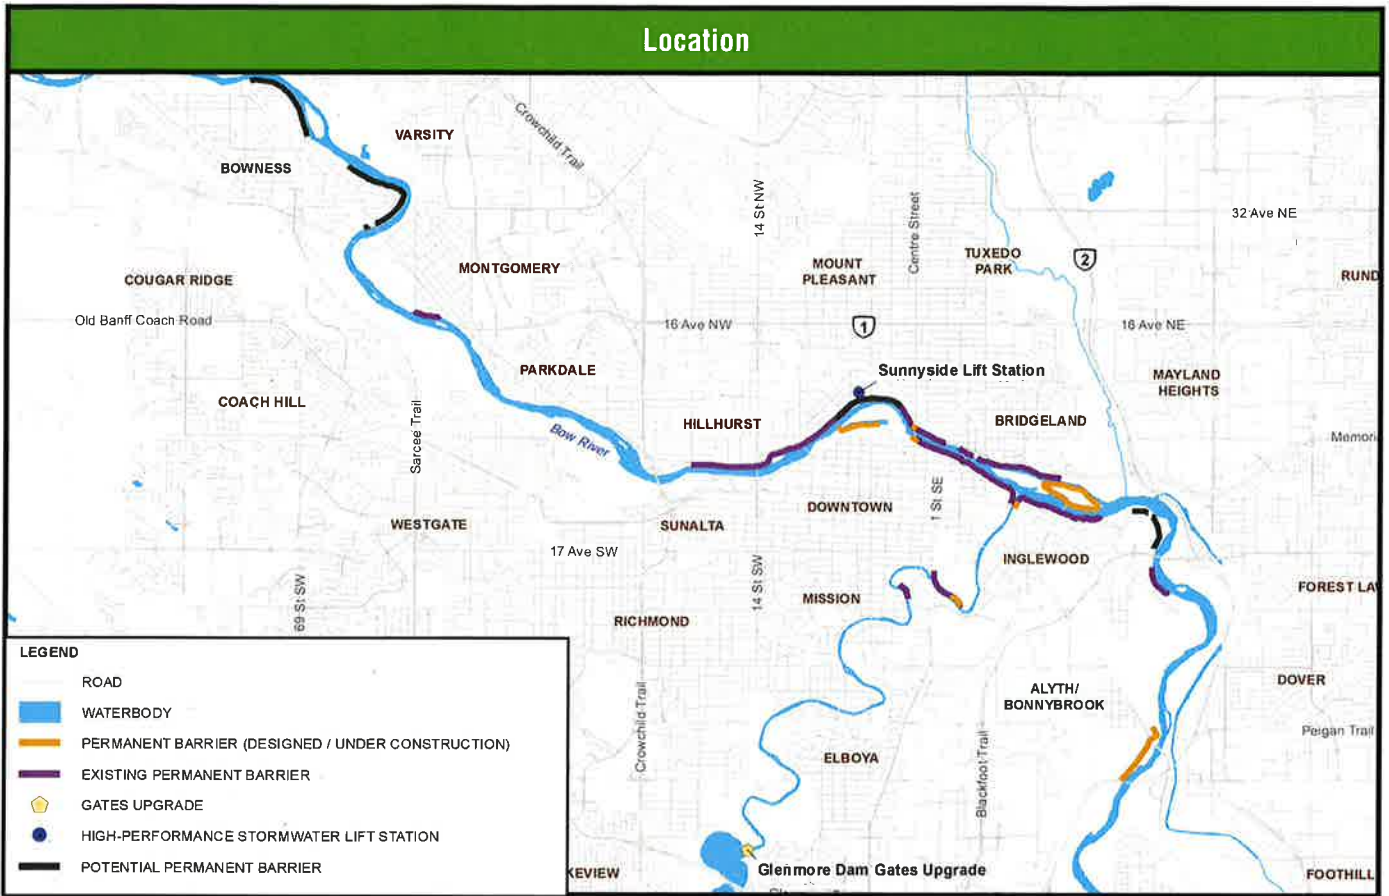 Location
VARSITY
Crowchild Trail
BOWNESS
14 St NW
Centre Street
32 Ave NE
MONTGOMERY
MOUNT
PLEASANT
TUXEDO
PARK
2
COUGAR RIDGE
RUND
Old Banff Coach Road
16 Ave NW
1
16 Ave NE
PARKDALE
Sunnyside Lift Station
MAYLAND
HEIGHTS
COACH HILL
Sarcee Trail
HILLHURST
BRIDGELAND
Bow River
Memori
DOWNTOWN
1 St SE
WESTGATE
SUNALTA
17 Ave SW
INGLEWOOD
69 St SW
14 St SW
MISSION
FOREST LA
RICHMOND
LEGEND
ROAD
WATERBODY
PERMANENT BARRIER (DESIGNED / UNDER CONSTRUCTION)
EXISTING PERMANENT BARRIER
GATES UPGRADE
HIGH-PERFORMANCE STORMWATER LIFT STATION
POTENTIAL PERMANENT BARRIER
Crowchild Trail
ALYTH/
BONNYBROOK
DOVER
Peigan Trail
ELBOYA
Blackfoot Trail
KEVIEW
Glenmore Dam Gates Upgrade
FOOTHILL